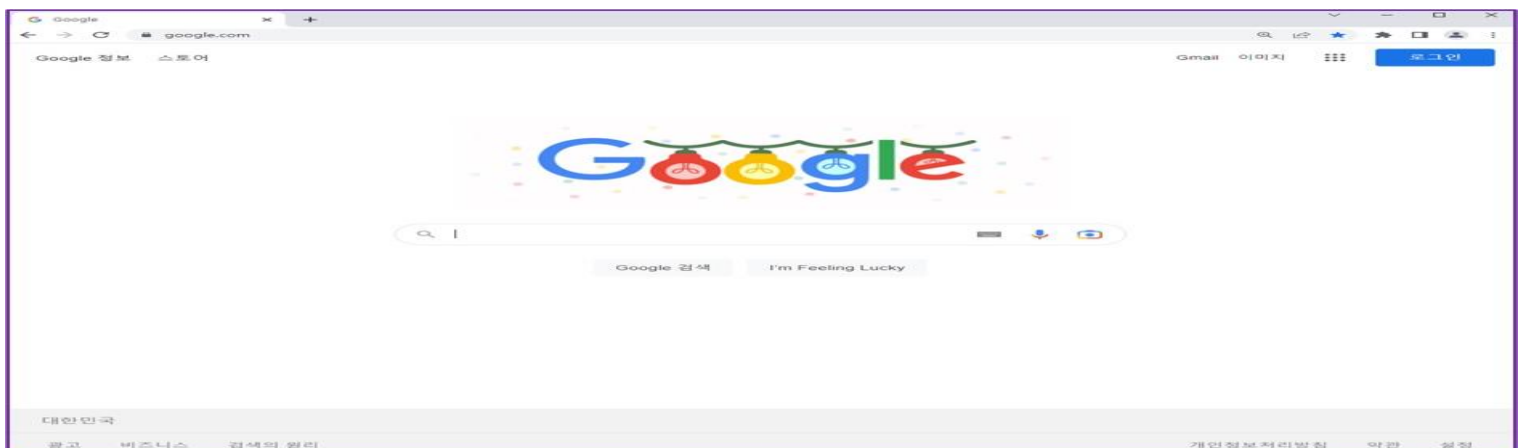 Google
google.com
Google 정보 스토어 Gmail 이미지 로그인
Google
Google 검색 I'm Feeling Lucky
대한민국
광고 비즈니스 검색의 원리 개인정보처리방침 약관 설정